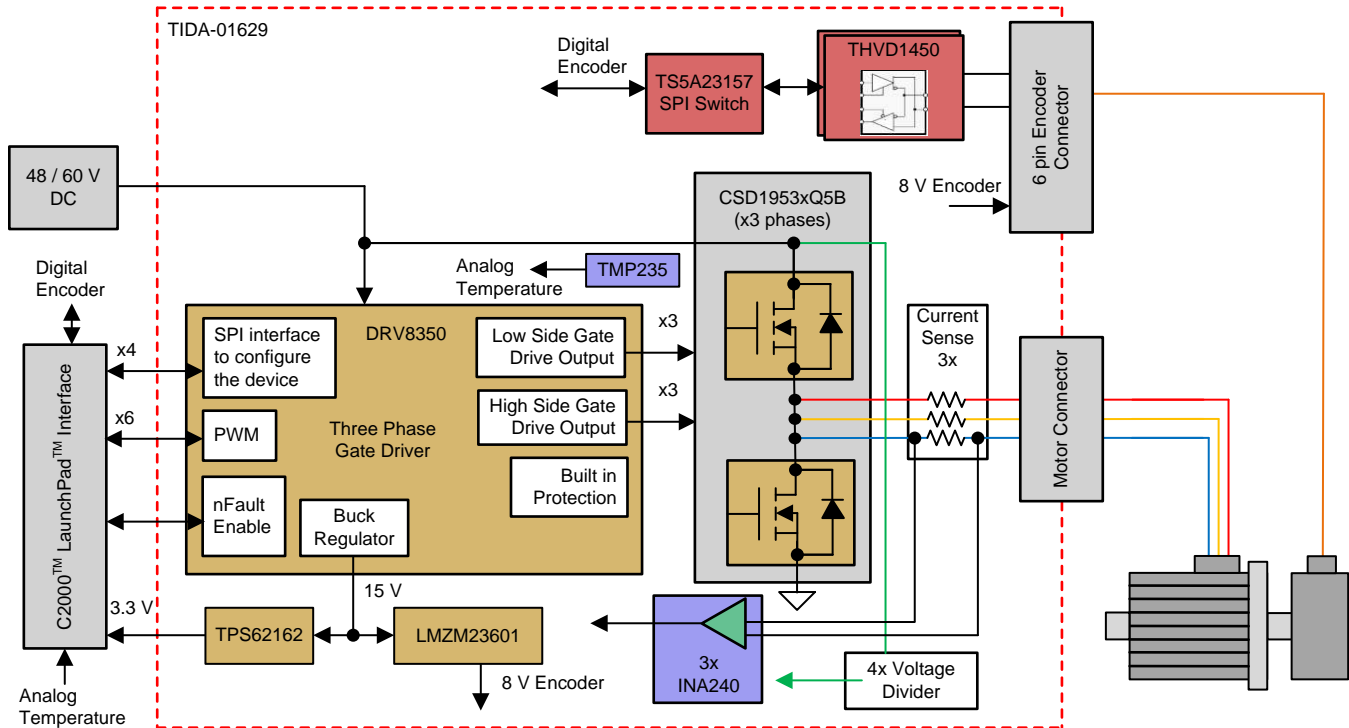 TIDA-01629
Digital
Encoder
TS5A23157
SPI Switch
THVD1450
6 pin Encoder
Connector
8 V Encoder
48 / 60 V
DC
CSD1953xQ5B
(x3 phases)
Analog
Temperature
TMP235
Digital
Encoder
C2000TM LaunchPadTM Interface
x4
x6
3.3 V
Analog
Temperature
SPI interface
to configure
the device
PWM
nFault
Enable
DRV8350
Three Phase
Gate Driver
Low Side Gate
Drive Output
High Side Gate
Drive Output
Built in
Protection
Buck
Regulator
x3
x3
Current
Sense
3x
Motor Connector
15 V
TPS62162
LMZM23601
8 V Encoder
3x
INA240
4x Voltage
Divider